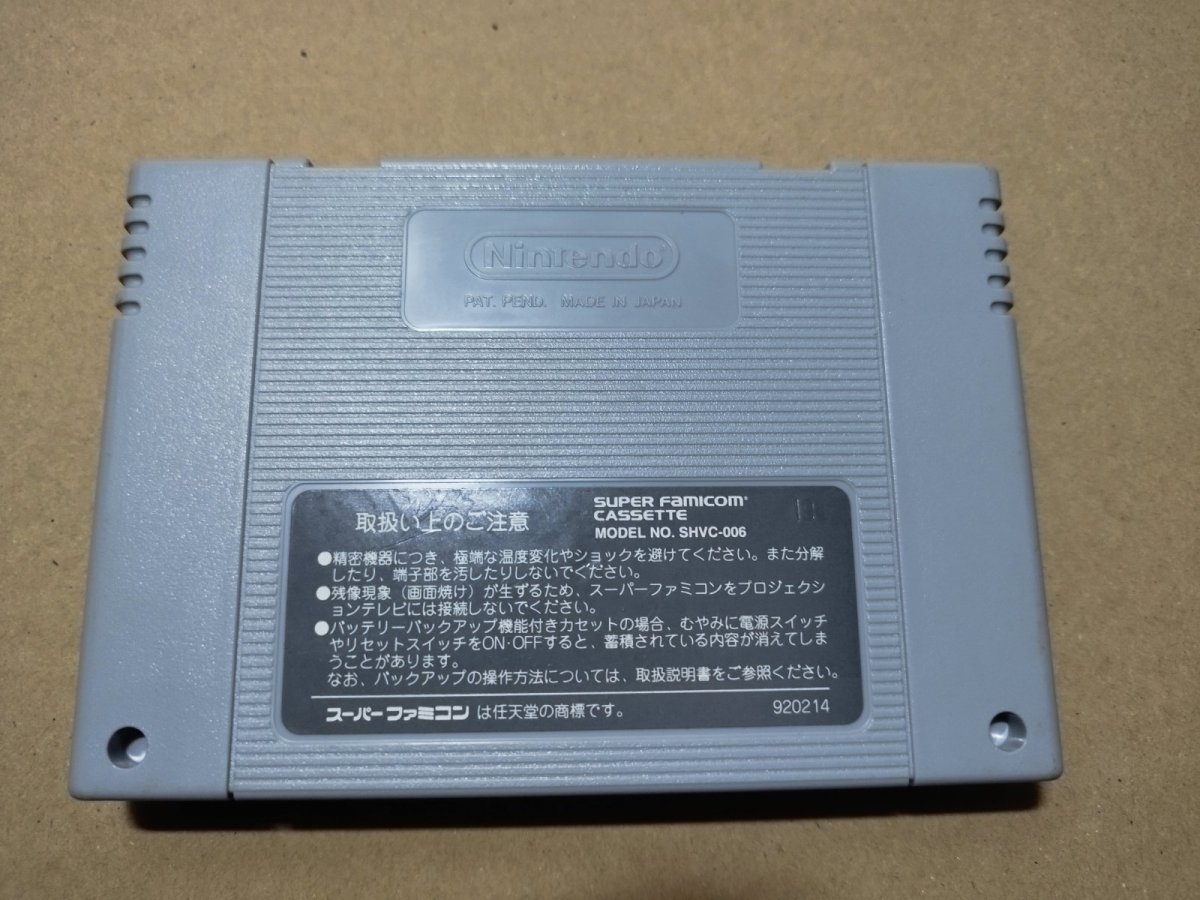 Nintendo
PAT. PEND. MADE IN JAPAN
取扱い上のご注意
SUPER FAMICOM
CASSETTE
MODEL NO. SHVC-006
●精密機器につき、極端な温度変化やショックを避けてください。また分解
したり、端子部を汚したりしないでください。
●残像現象(画面焼け)が生ずるため、スーパーファミコンをプロジェクシ
ョンテレビには接続しないでください。
●バッテリーバックアップ機能付きカセットの場合、むやみに電源スイッチ
やリセットスイッチをON・OFFすると、蓄積されている内容が消えてしま
うことがあります。
なお、バックアップの操作方法については、取扱説明書をご参照ください。
スーパーファミコン は任天堂の商標です。
920214